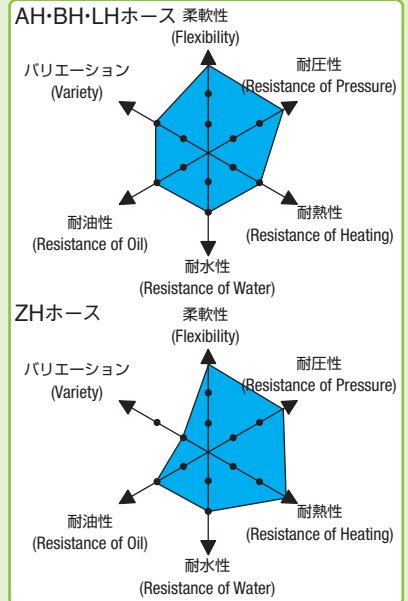 AH·BH·LHホース
柔軟性
(Flexibility)
バリエーション
(Variety)
耐圧性
(Resistance of Pressure)
耐油性
(Resistance of Oil)
耐熱性
(Resistance of Heating)
耐水性
(Resistance of Water)
ZHホース
柔軟性
(Flexibility)
バリエーション
(Variety)
耐圧性
(Resistance of Pressure)
耐油性
(Resistance of Oil)
耐熱性
(Resistance of Heating)
耐水性
(Resistance of Water)